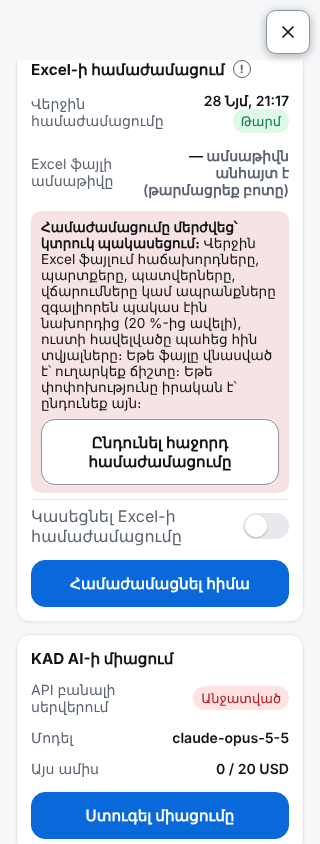 Excel-ի համաժամացում
Վերջին
համաժամացումը
28 Նյմ, 21:17
Թարմ
Excel ֆայլի
ամսաթիվը
— ամսաթիվն
անհայտ է
(թարմացրեք բոտը)
Համաժամացումը մերժվեց՝
կտրուկ պակասեցում։ Վերջին
Excel ֆայլում հաճախորդները,
պարտքերը, պատվերները,
վճարումները կամ ապրանքները
զգալիորեն պակաս էին
նախորդից (20 %-ից ավելի),
ուստի հավելվածը պահեց հին
տվյալները։ Եթե ֆայլը վնասված
է՝ ուղարկեք ճիշտը։ Եթե
փոփոխությունը իրական է՝
ընդունեք այն։
Ընդունել հաջորդ
համաժամացումը
Կասեցնել Excel-ի
համաժամացումը
Համաժամացնել հիմա
KAD AI-ի միացում
API բանալի
սերվերում
Անջատված
Մոդել
claude-opus-5-5
Այս ամիս
0 / 20 USD
Ստուգել միացումը